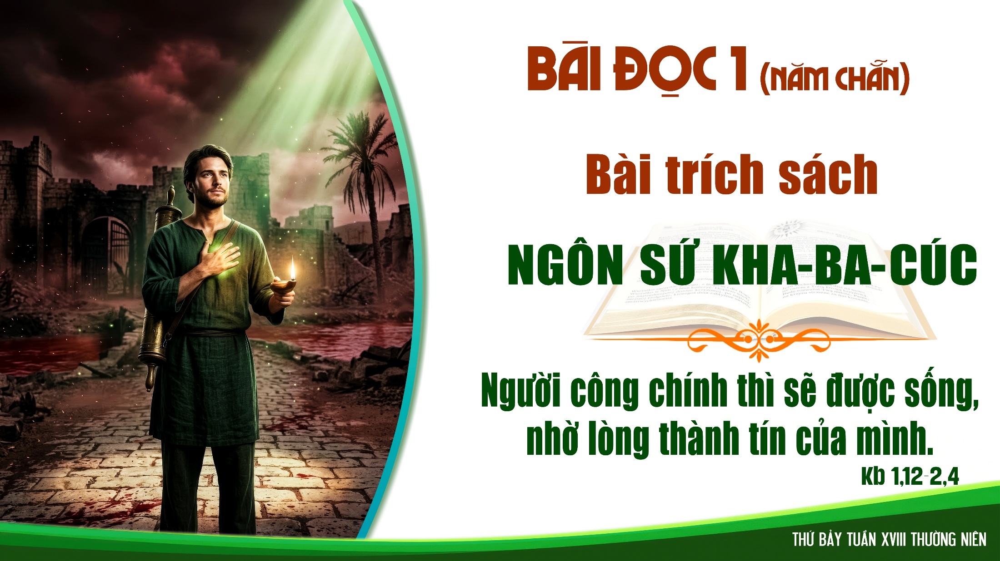 BÀI ĐỌC 1 (NĂM CHẴN)
Bài trích sách
NGÔN SỨ KHA-BA-CÚC
Người công chính thì sẽ được sống,
nhờ lòng thành tín của mình.
Kb 1,12-2,4
THỨ BẢY TUẦN XVIII THƯỜNG NIÊN